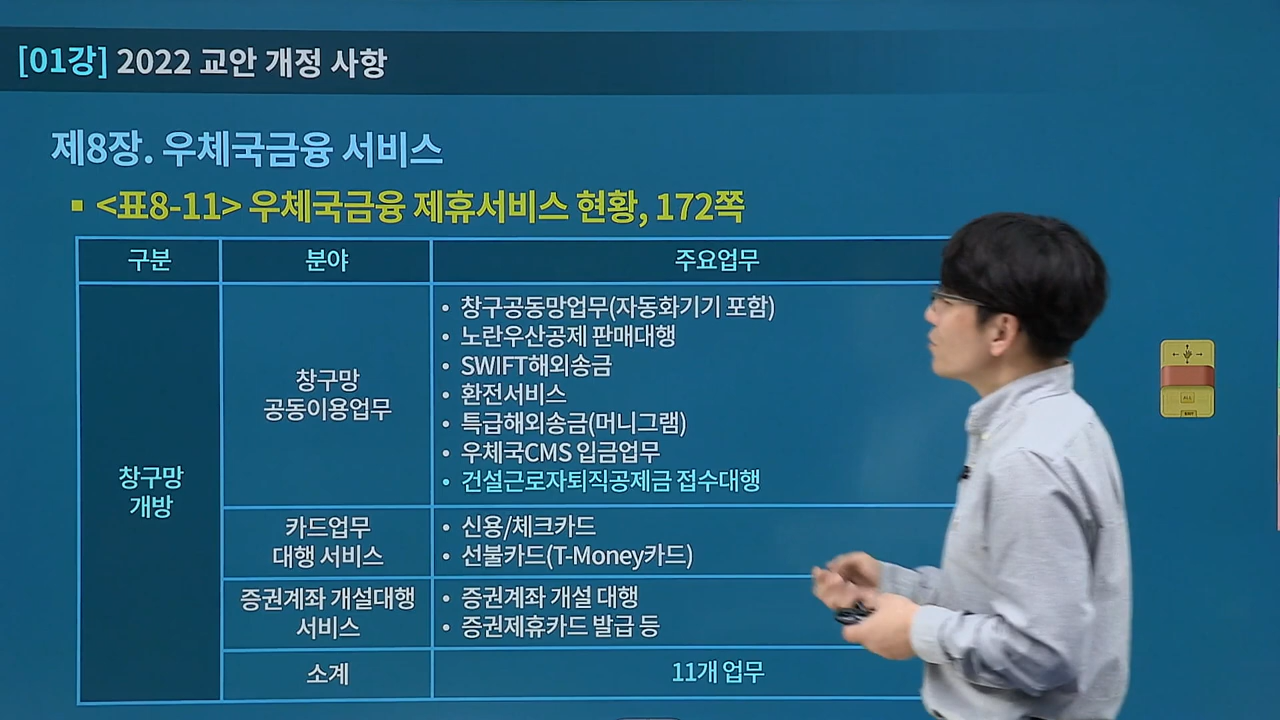 [01강] 2022 교안 개정 사항
제8장. 우체국금융 서비스
▪ <표8-11> 우체국금융 제휴서비스 현황, 172쪽
구분 분야 주요업무
창구망
개방
창구망
공동이용업무
• 창구공동망업무(자동화기기 포함)
• 노란우산공제 판매대행
• SWIFT해외송금
• 환전서비스
• 특급해외송금(머니그램)
• 우체국CMS 입금업무
• 건설근로자퇴직공제금 접수대행
카드업무
대행 서비스
• 신용/체크카드
• 선불카드(T-Money카드)
증권계좌 개설대행
서비스
• 증권계좌 개설 대행
• 증권제휴카드 발급 등
소계 11개 업무